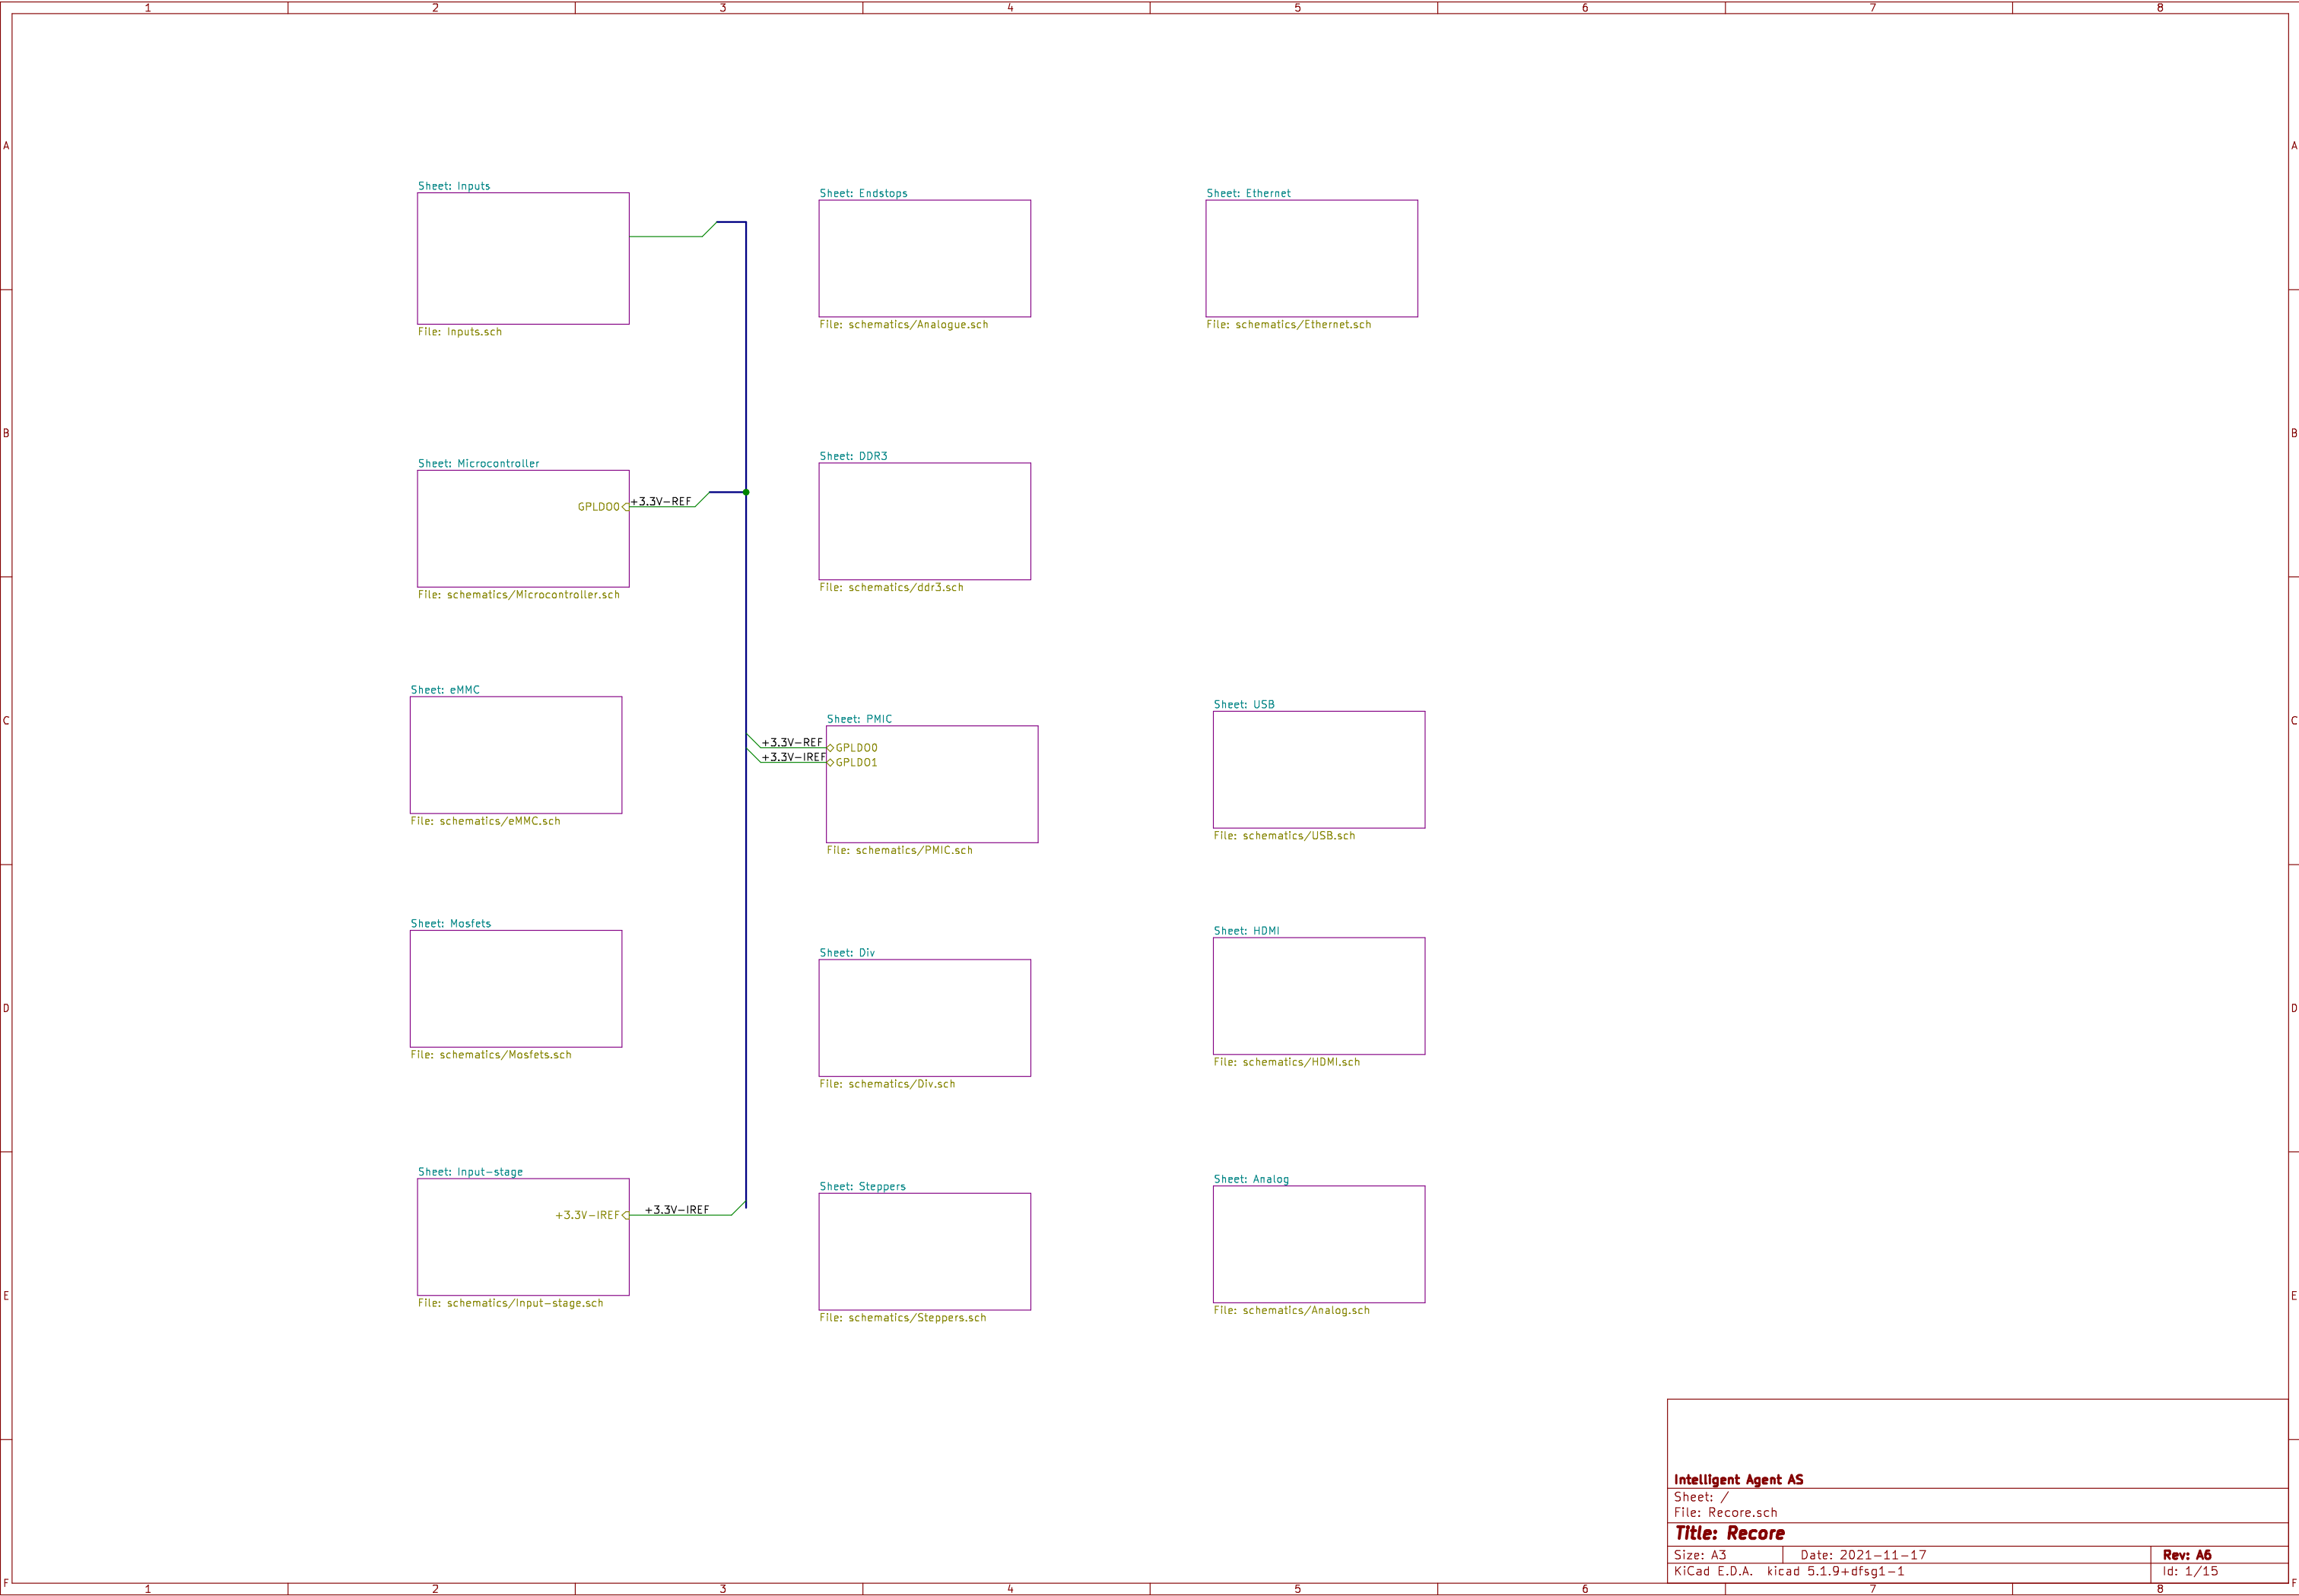 1 2 3 4 5 6 7 8
A A
Sheet: Inputs
File: Inputs.sch
Sheet: Endstops
File: schematics/Analogue.sch
Sheet: Ethernet
File: schematics/Ethernet.sch
B B
Sheet: Microcontroller
GPLDO0
+3.3V-REF
File: schematics/Microcontroller.sch
Sheet: DDR3
File: schematics/ddr3.sch
C C
Sheet: eMMC
File: schematics/eMMC.sch
Sheet: PMIC
+3.3V-REF
GPLDO0
+3.3V-IREF
GPLDO1
File: schematics/PMIC.sch
Sheet: USB
File: schematics/USB.sch
D D
Sheet: Mosfets
File: schematics/Mosfets.sch
Sheet: Div
File: schematics/Div.sch
Sheet: HDMI
File: schematics/HDMI.sch
E E
Sheet: Input-stage
+3.3V-IREF
+3.3V-IREF
File: schematics/Input-stage.sch
Sheet: Steppers
File: schematics/Steppers.sch
Sheet: Analog
File: schematics/Analog.sch
Intelligent Agent AS
Sheet: /
File: Recore.sch
Title: Recore
Size: A3 Date: 2021-11-17 Rev: A6
KiCad E.D.A. kicad 5.1.9+dfsg1-1 Id: 1/15
F F
1 2 3 4 5 6 7 8